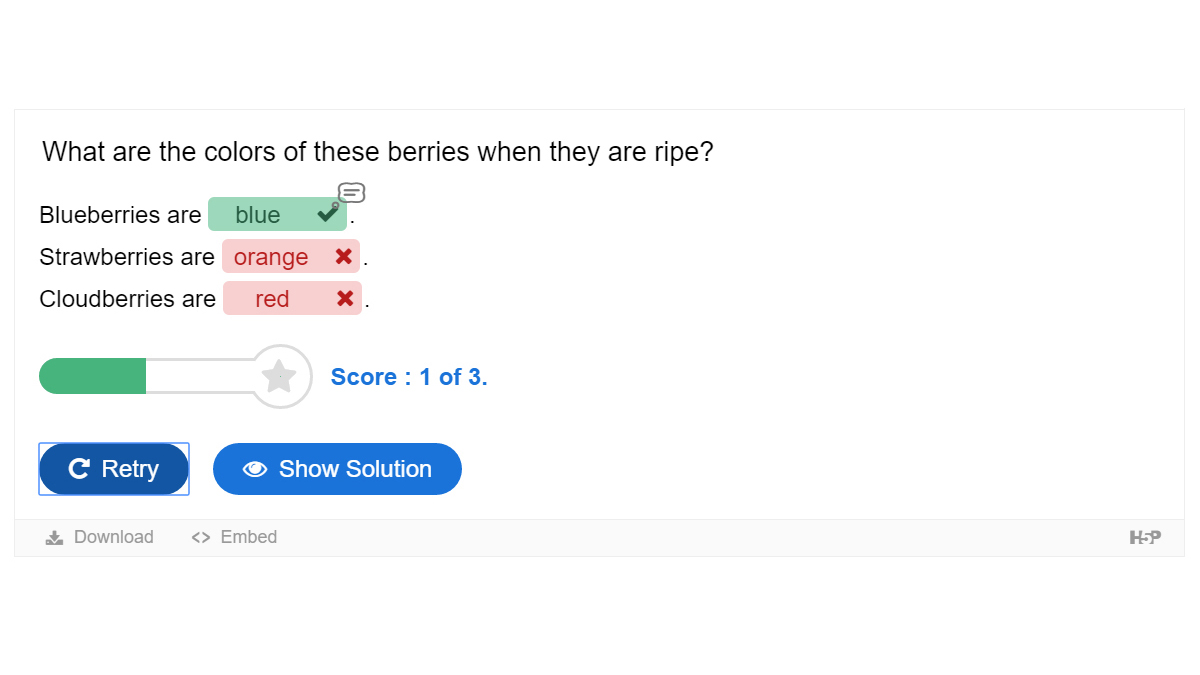 What are the colors of these berries when they are ripe?
Blueberries are blue .
Strawberries are orange .
Cloudberries are red .
Score : 1 of 3.
Retry Show Solution
Download <> Embed H5P